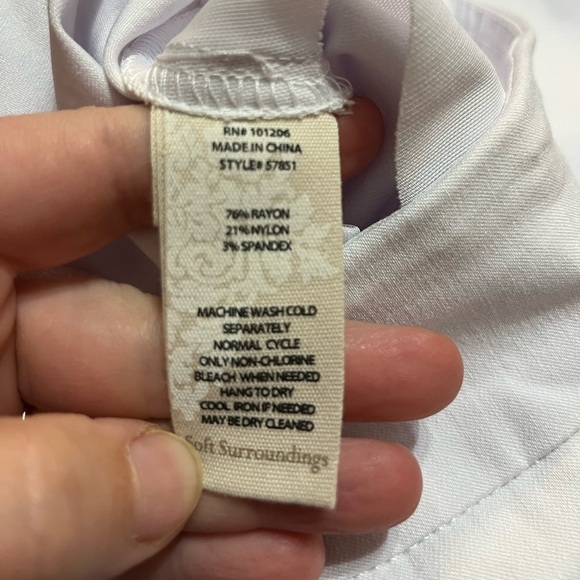 RN# 101206
MADE IN CHINA
STYLE# 57851
76% RAYON
21% NYLON
3% SPANDEX
MACHINE WASH COLD
SEPARATELY
NORMAL CYCLE
ONLY NON-CHLORINE
BLEACH WHEN NEEDED
HANG TO DRY
COOL IRON IF NEEDED
MAY BE DRY CLEANED
Soft Surroundings